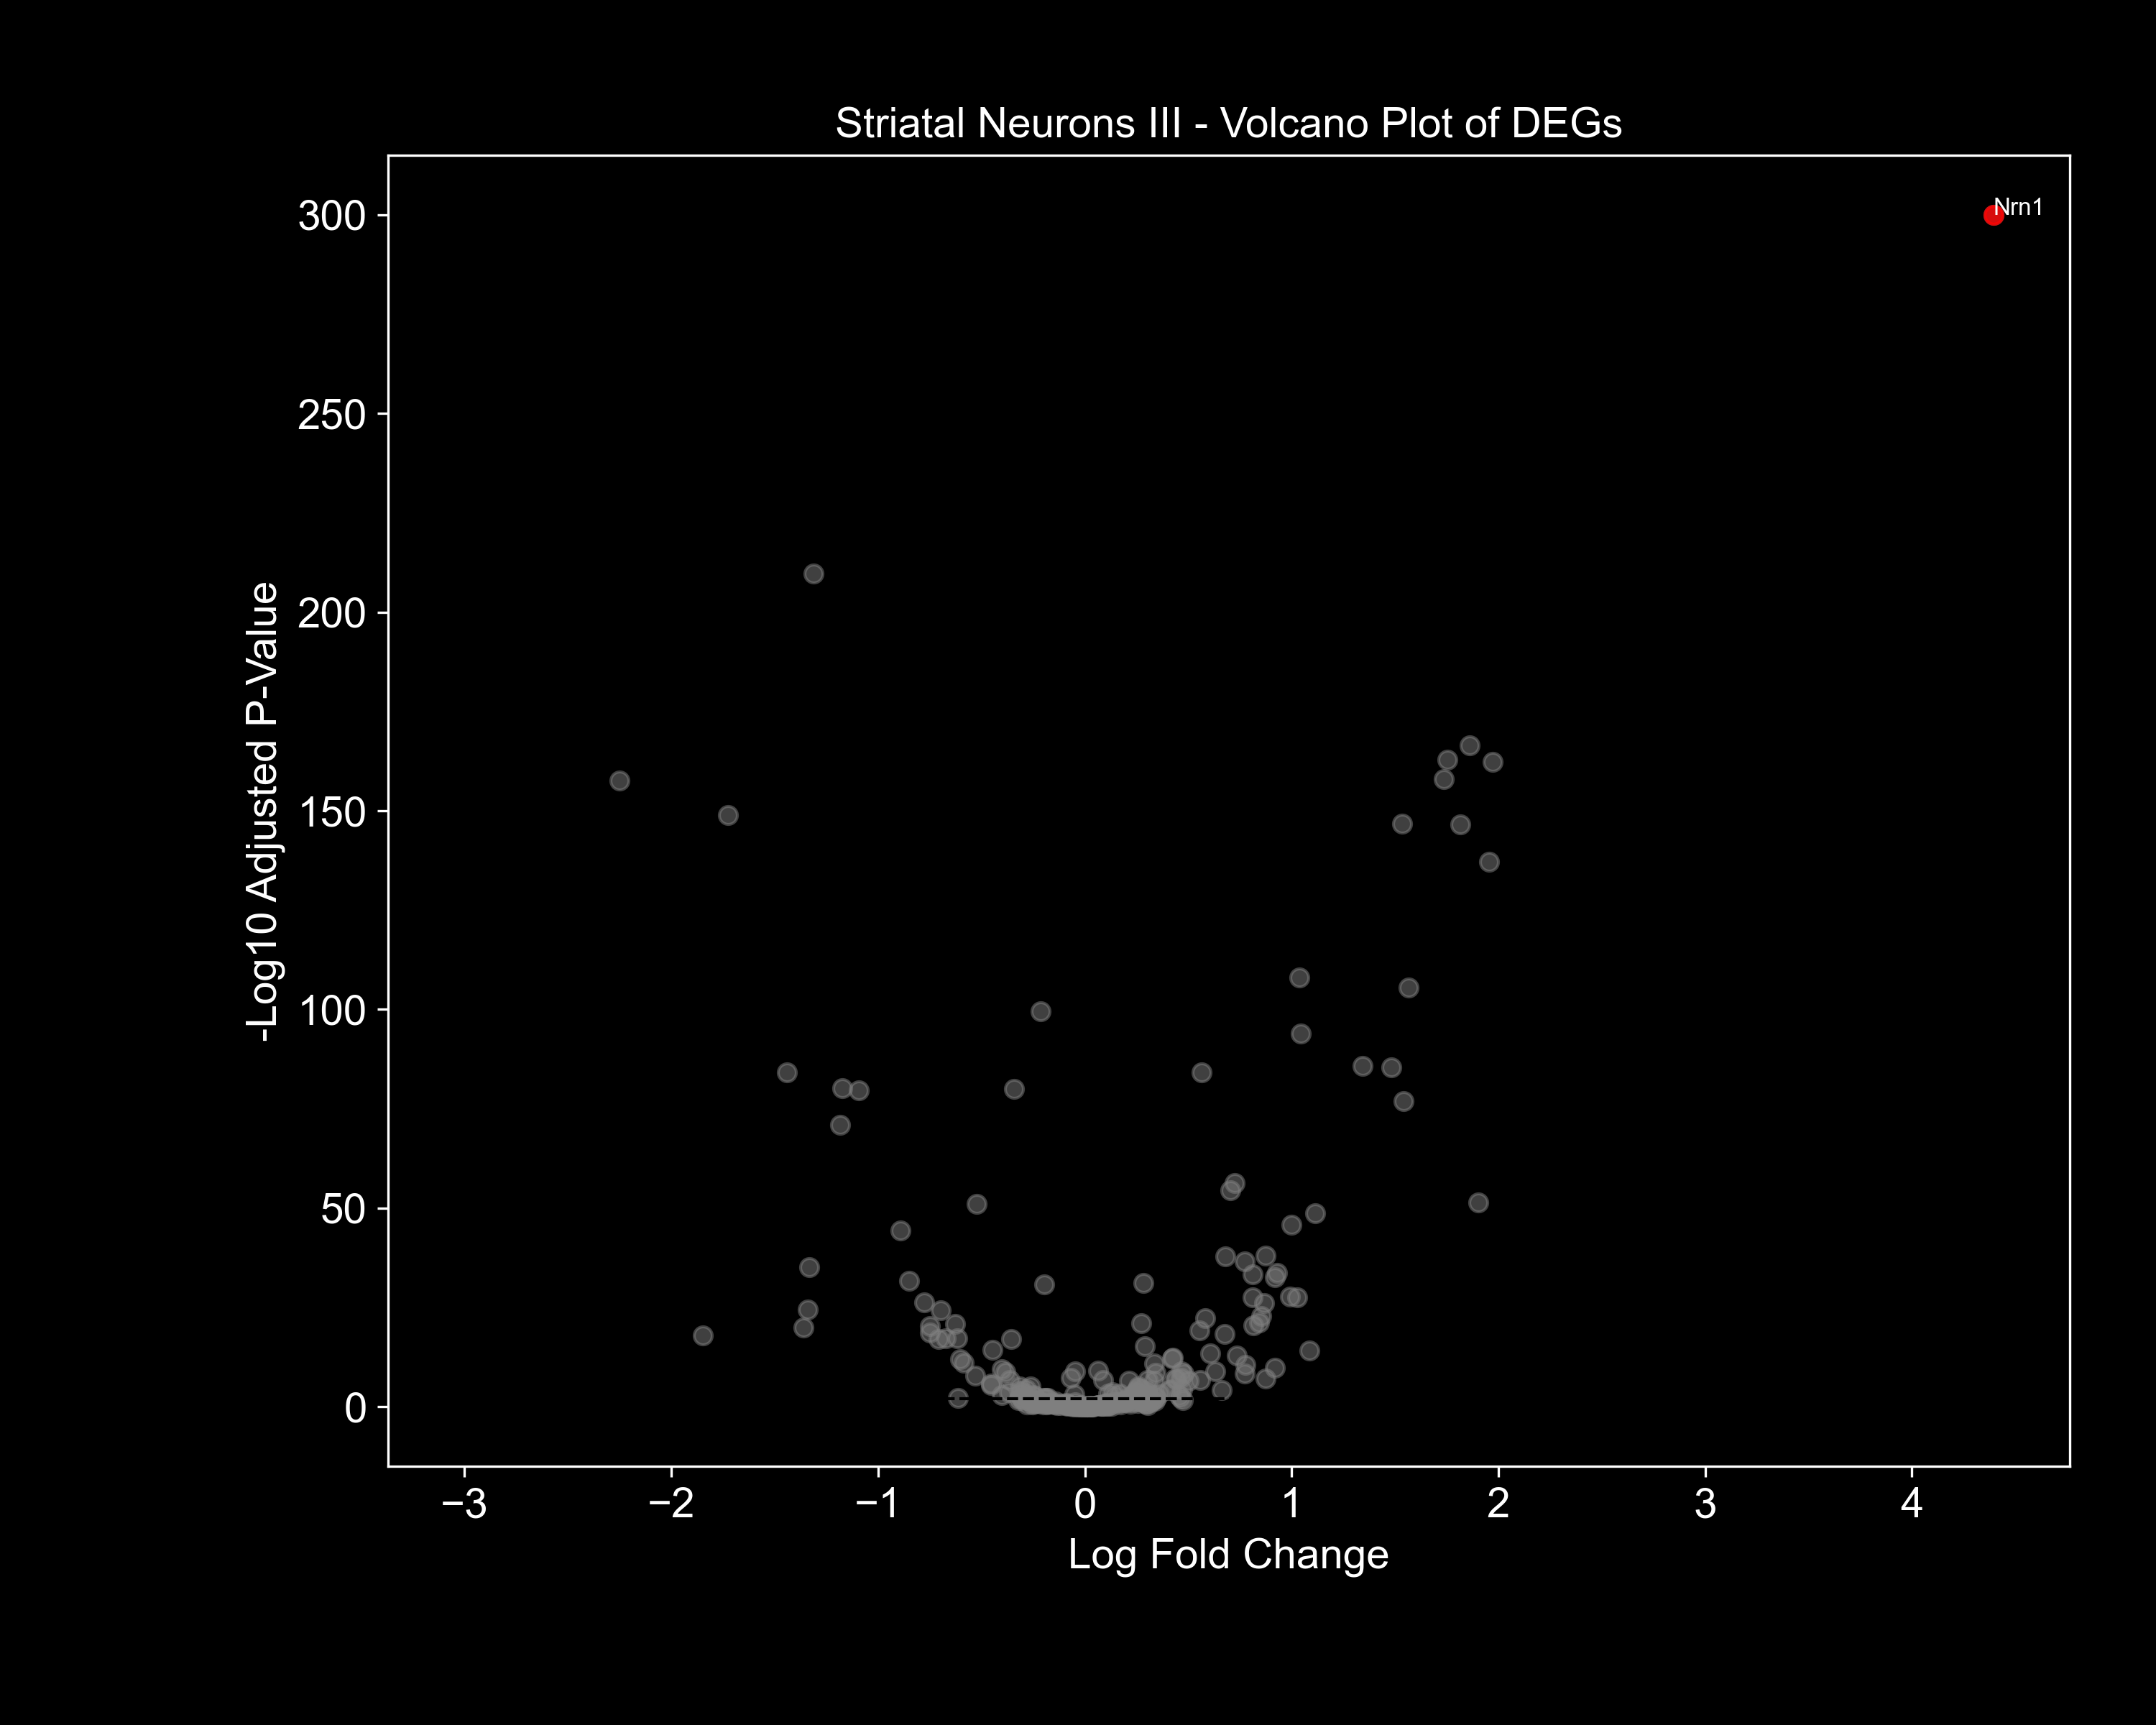 Striatal Neurons III - Volcano Plot of DEGs
Nrn1
300
250
200
150
100
50
0
-Log10 Adjusted P-Value
−3 −2 −1 0 1 2 3 4
Log Fold Change